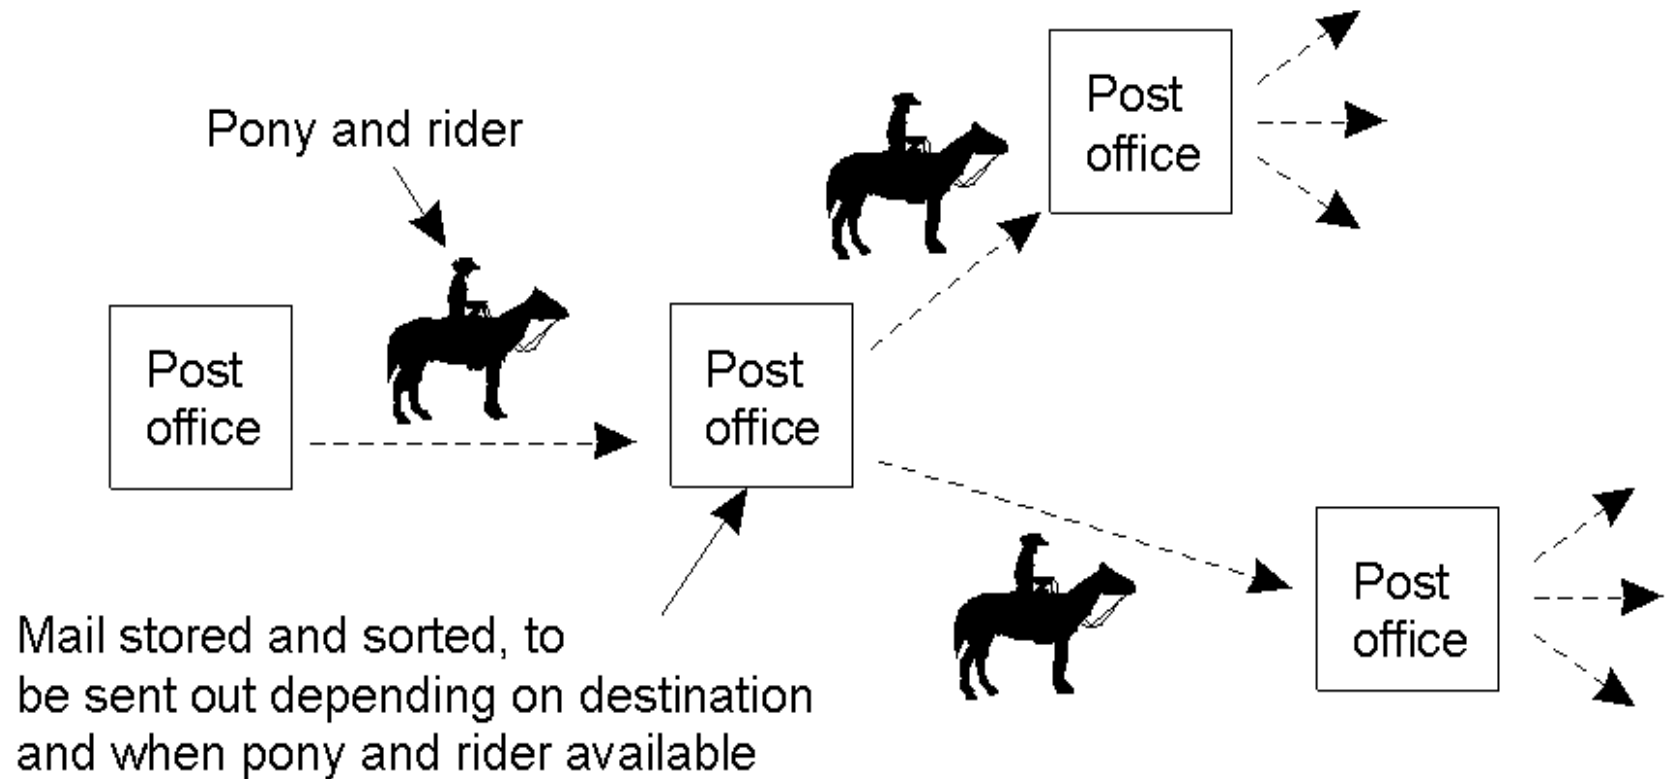 Pony and rider
Post
office
Post
office
Post
office
Post
office
Mail stored and sorted, to
be sent out depending on destination
and when pony and rider available